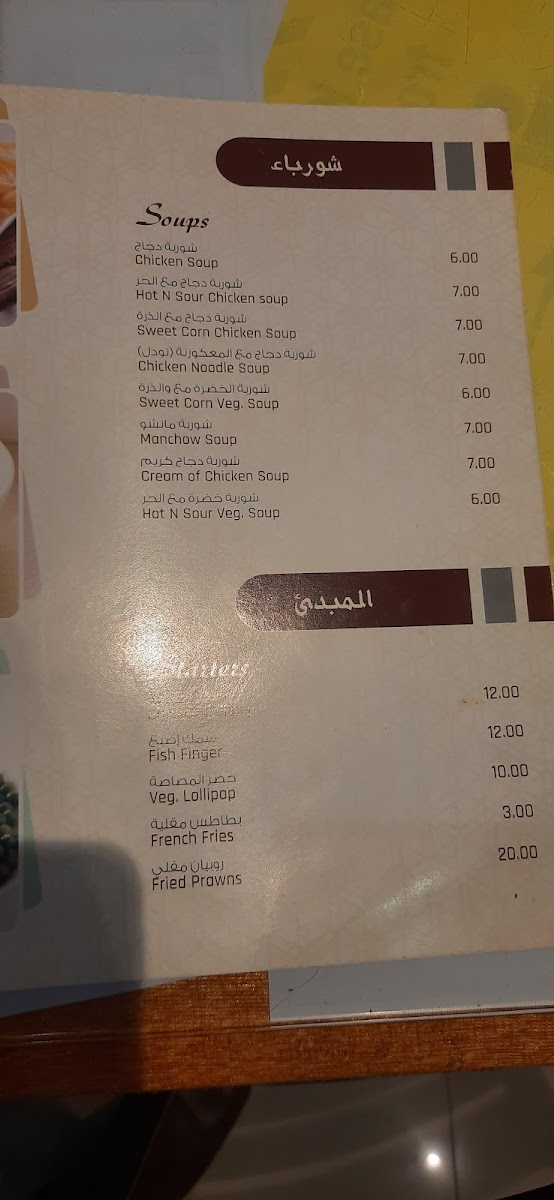 شورباء
Soups
شوربة دجاج
Chicken Soup 6.00
شوربة دجاج مع الحر
Hot N Sour Chicken soup 7.00
شوربة دجاج مع الذرة
Sweet Corn Chicken Soup 7.00
شوربة دجاج مع المعكورنة (نودل)
Chicken Noodle Soup 7.00
شوربة الخضرة مع والذرة
Sweet Corn Veg. Soup 6.00
شوربة مانشو
Manchow Soup 7.00
شوربة دجاج كريم
Cream of Chicken Soup 7.00
شوربة خضرة مع الحر
Hot N Sour Veg. Soup 6.00
المبدئ
Starters
12.00
سمك إصبع
Fish Finger 12.00
خضر المصاصة
Veg. Lollipop 10.00
بطاطس مقلية
French Fries 3.00
روبيان مقلي
Fried Prawns 20.00